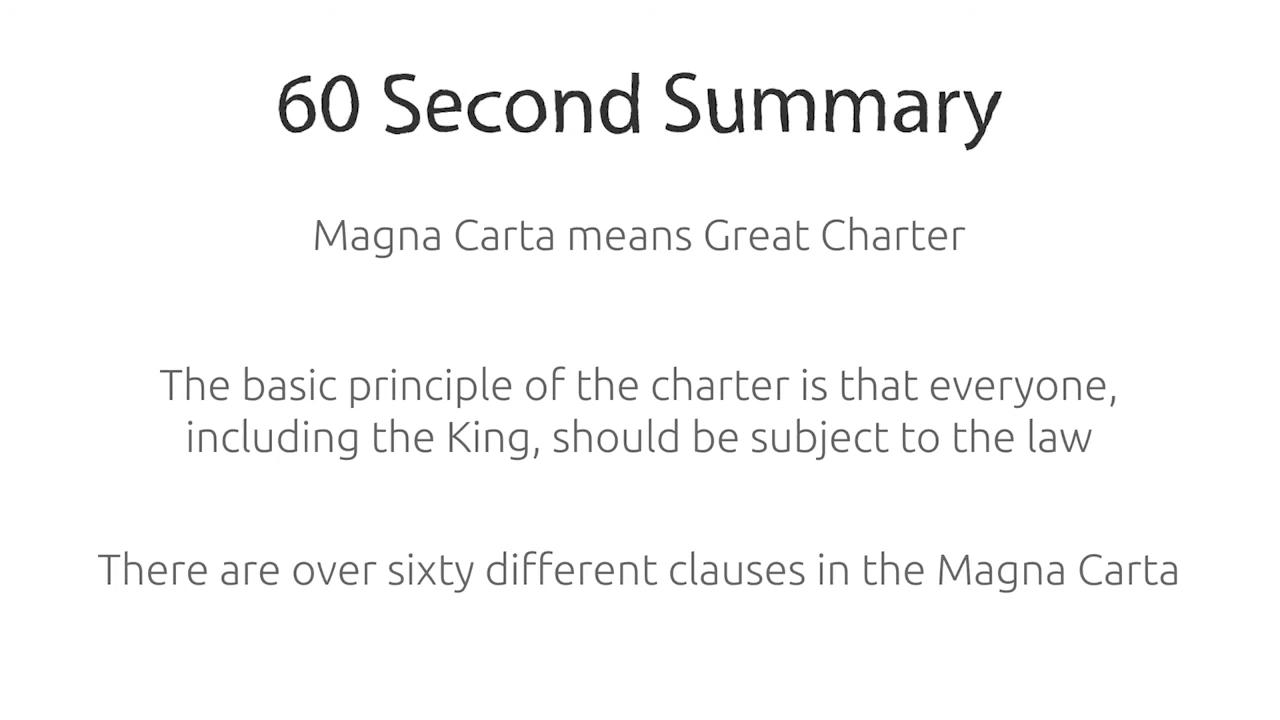 60 Second Summary
Magna Carta means Great Charter
The basic principle of the charter is that everyone,
including the King, should be subject to the law
There are over sixty different clauses in the Magna Carta